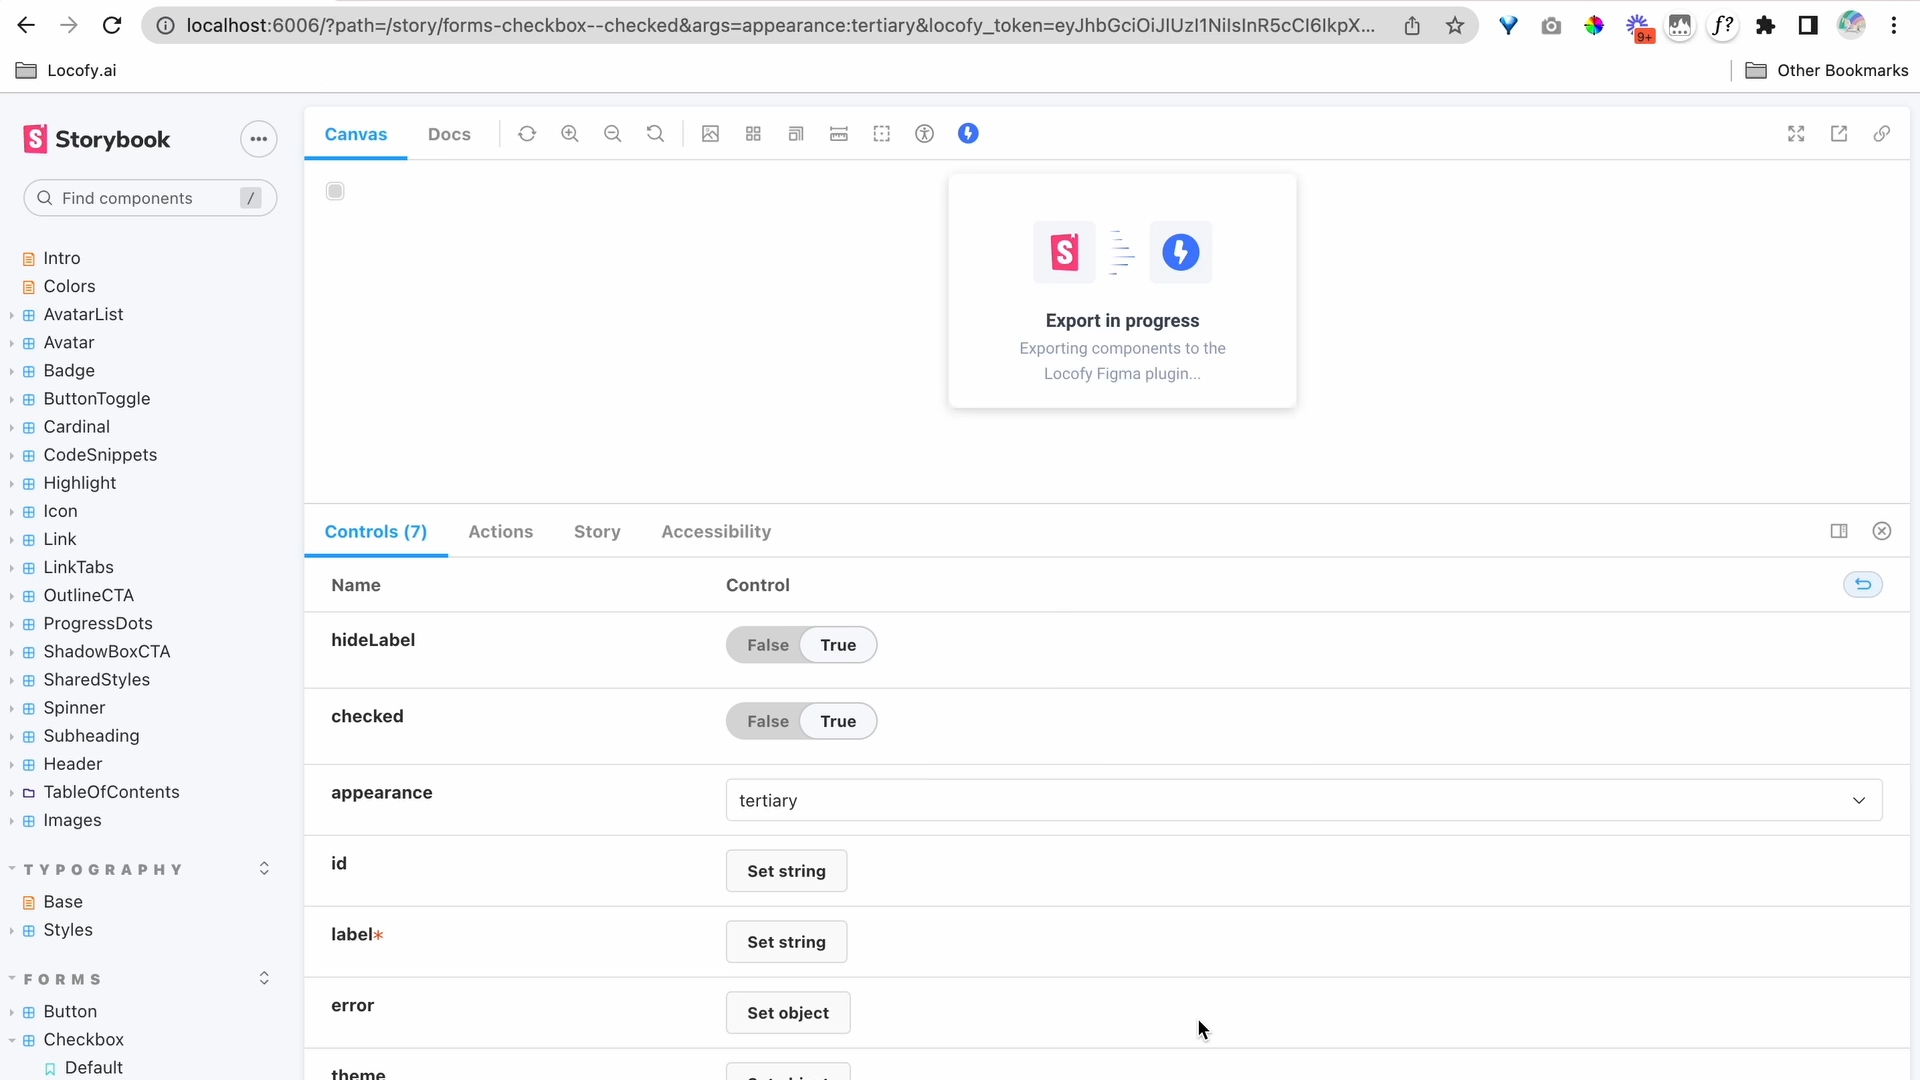 localhost:6006/?path=/story/forms-checkbox--checked&args=appearance:tertiary&locofy_token=eyJhbGciOiJIUzI1NiIsInR5cCI6IkpX...
f?
9+
Locofy.ai
Other Bookmarks
Storybook
Canvas
Docs
Find components
/
Intro
Colors
AvatarList
Avatar
Badge
ButtonToggle
Cardinal
CodeSnippets
Highlight
Icon
Link
LinkTabs
OutlineCTA
ProgressDots
ShadowBoxCTA
SharedStyles
Spinner
Subheading
Header
TableOfContents
Images
TYPOGRAPHY
Base
Styles
FORMS
Button
Checkbox
Default
Export in progress
Exporting components to the
Locofy Figma plugin...
Controls (7)
Actions
Story
Accessibility
Name
Control
hideLabel
False
True
checked
False
True
appearance
tertiary
id
Set string
label*
Set string
error
Set object
theme
Set object